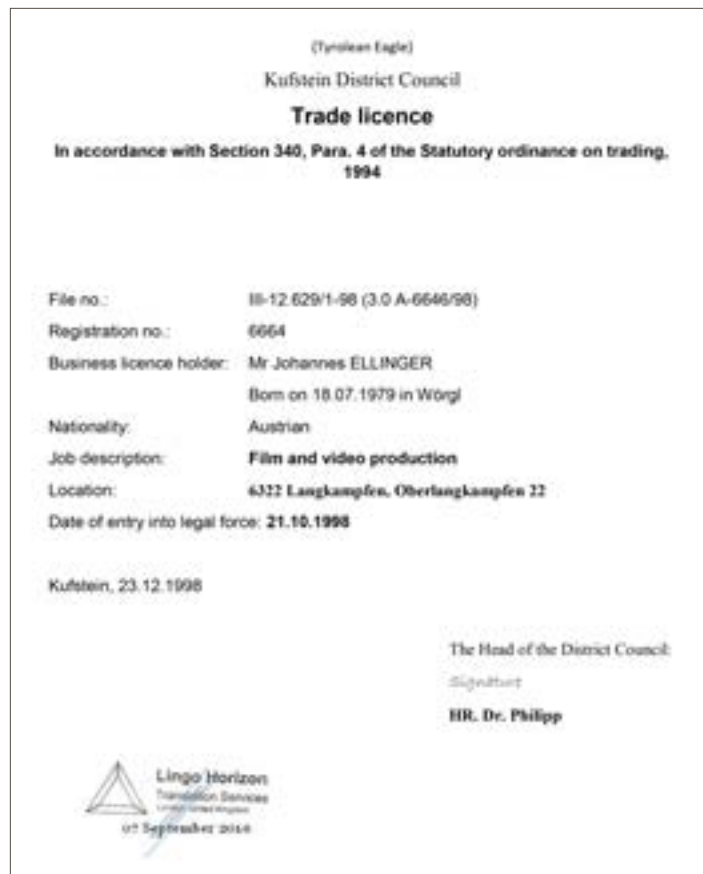 (Tyrolean Eagle)
Kufstein District Council
Trade licence
In accordance with Section 340, Para. 4 of the Statutory ordinance on trading,
1994
File no.: III-12.629/1-98 (3.0 A-6646/98)
Registration no.: 6664
Business licence holder: Mr Johannes ELLINGER
Born on 18.07.1979 in Wörgl
Nationality: Austrian
Job description: Film and video production
Location: 6322 Langkampfen, Oberlangkampfen 22
Date of entry into legal force: 21.10.1998
Kufstein, 23.12.1998
The Head of the District Council:
Signature
HR. Dr. Philipp
Lingo Horizon
Translation Services
London United Kingdom
07 September 2016